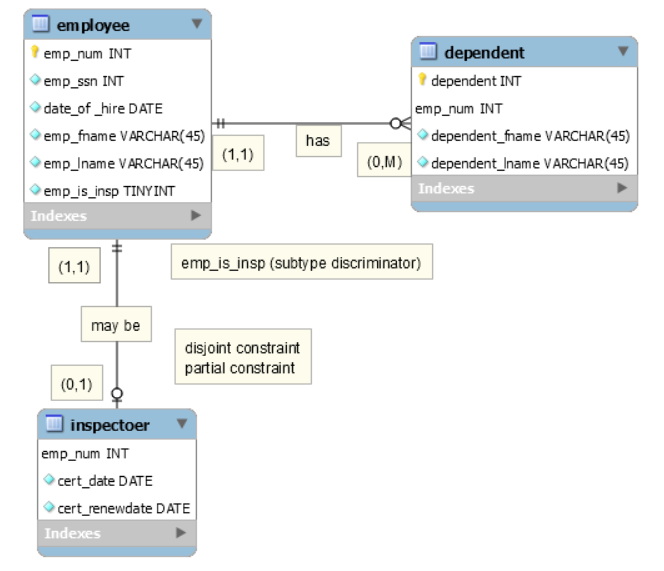 employee
emp_num INT
emp_ssn INT
date_of _hire DATE
emp_fname VARCHAR(45)
emp_lname VARCHAR(45)
emp_is_insp TINYINT
Indexes
dependent
dependent INT
emp_num INT
dependent_fname VARCHAR(45)
dependent_lname VARCHAR(45)
Indexes
(1,1)
has
(0,M)
(1,1)
emp_is_insp (subtype discriminator)
may be
disjoint constraint
partial constraint
(0,1)
inspectoer
emp_num INT
cert_date DATE
cert_renewdate DATE
Indexes